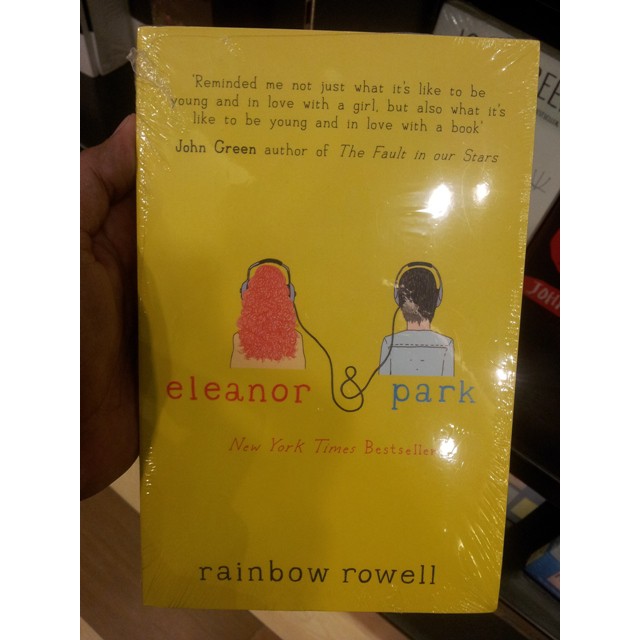 'Reminded me not just what it's like to be
young and in love with a girl, but also what it's
like to be young and in love with a book'
John Green author of The Fault in our Stars
eleanor & park
New York Times Bestseller
rainbow rowell